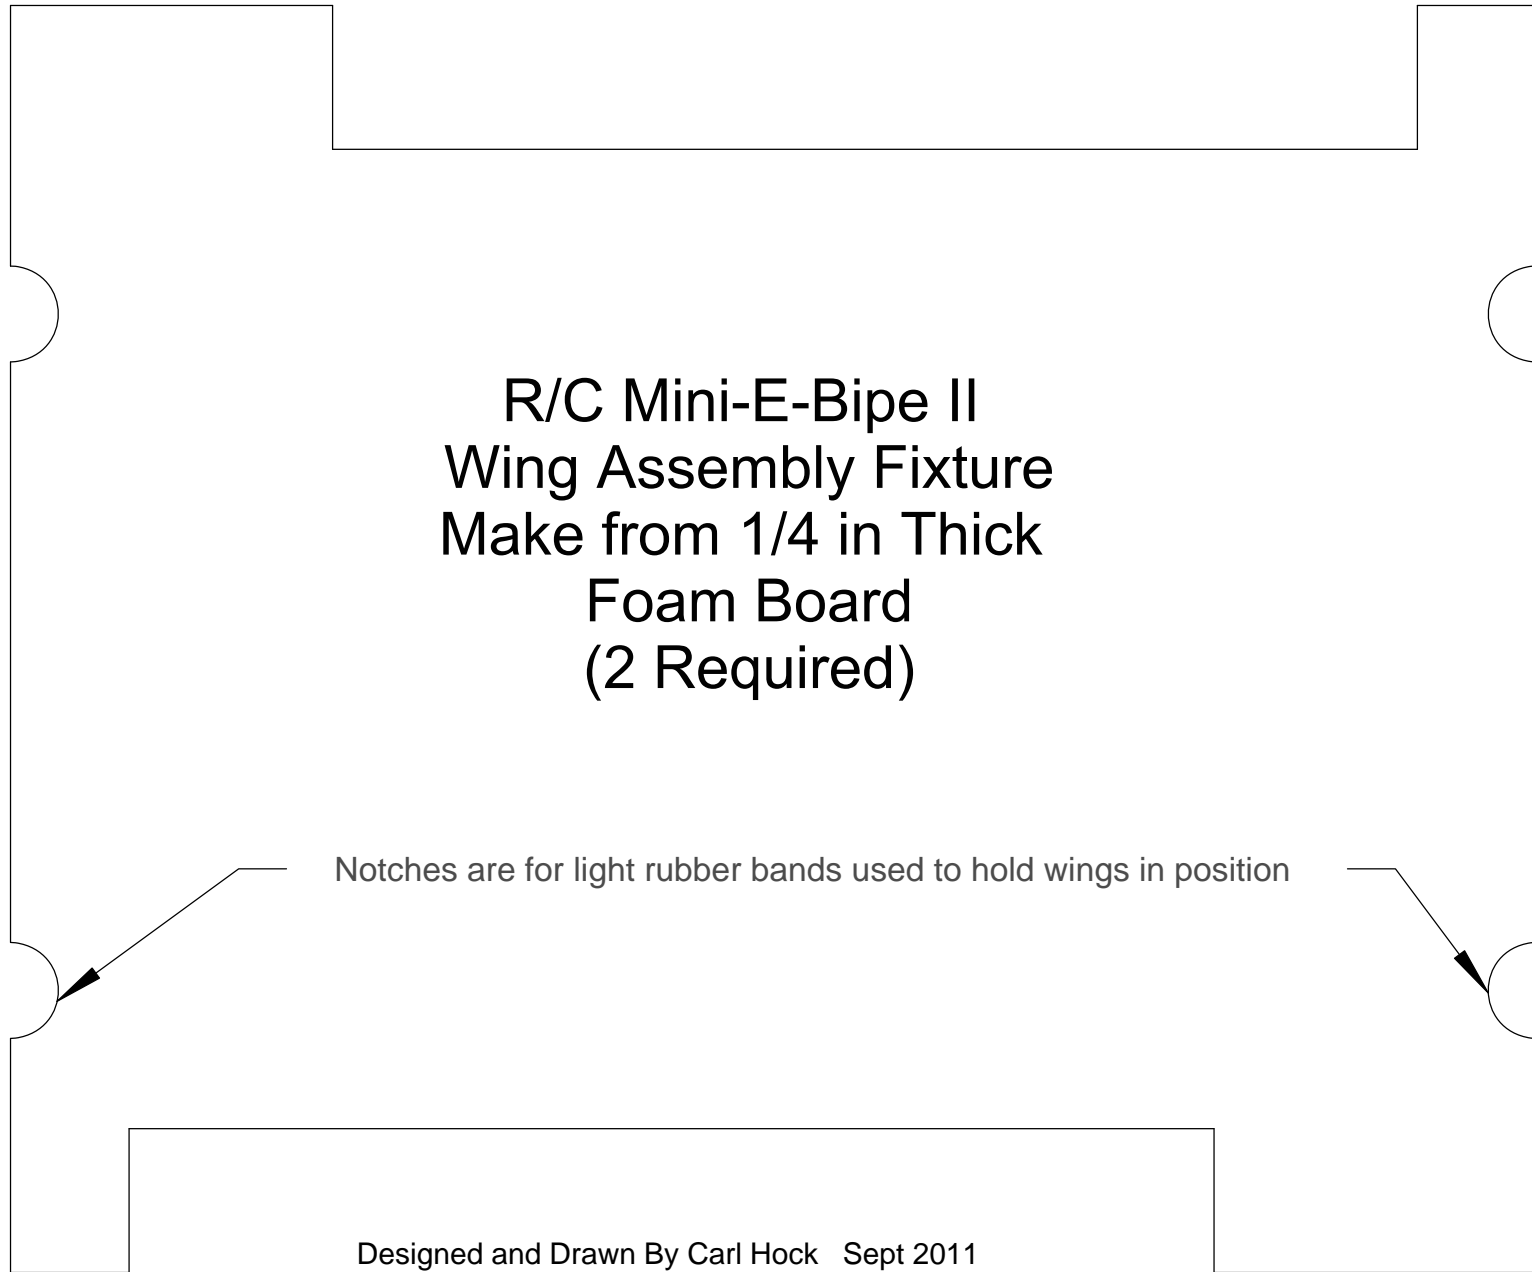 R/C Mini-E-Bipe II
Wing Assembly Fixture
Make from 1/4 in Thick
Foam Board
(2 Required)
Notches are for light rubber bands used to hold wings in position
Designed and Drawn By Carl Hock Sept 2011